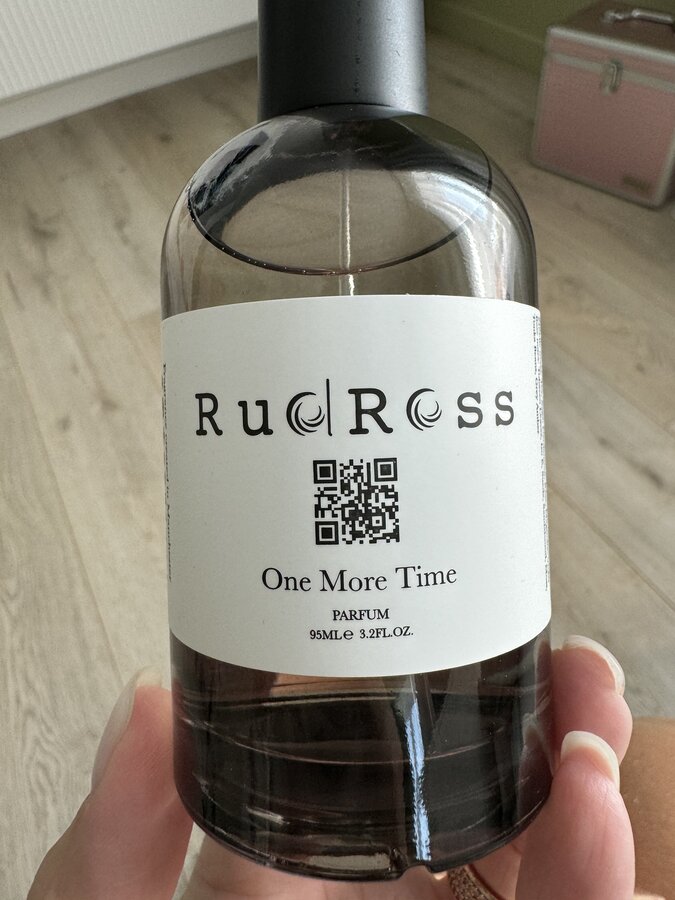 RudRoss
One More Time
PARFUM
95ML℮ 3.2FL.OZ.